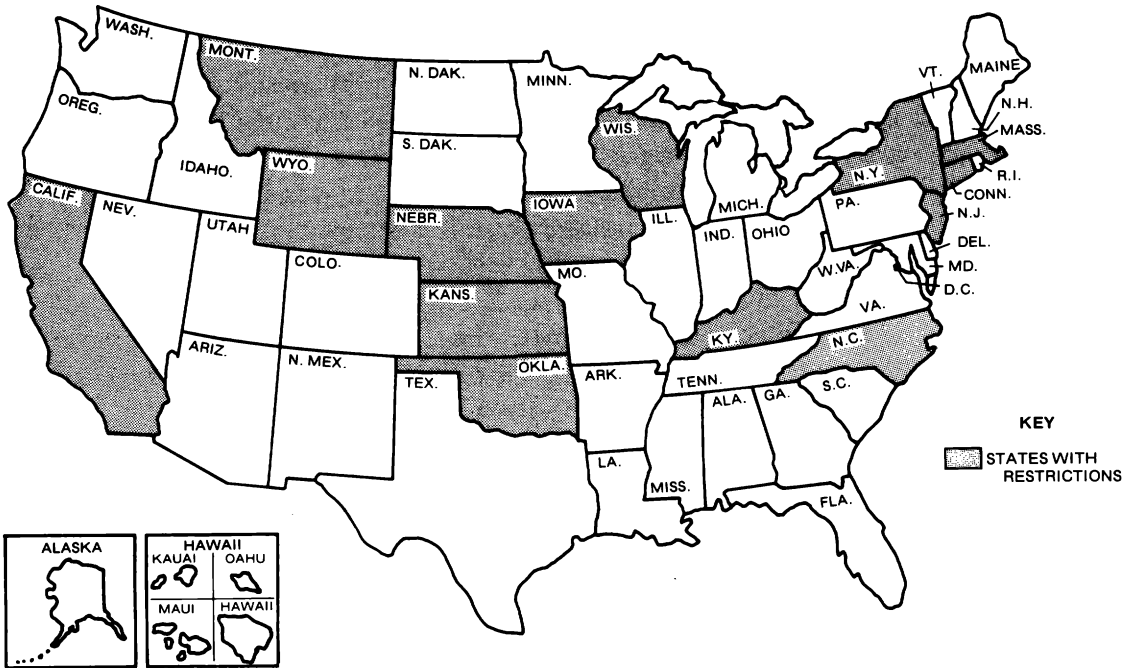 WASH.
MONT.
N. DAK.
MINN.
VT.
MAINE
OREG.
N.H.
MASS.
WIS.
S. DAK.
IDAHO.
WYO.
N.Y.
R.I.
CALIF.
NEV.
NEBR.
IOWA
MICH.
PA.
CONN.
UTAH
ILL.
IND.
OHIO
N.J.
DEL.
COLO.
MO.
W.VA.
MD.
D.C.
KANS.
VA.
KY.
N.C.
ARIZ.
N. MEX.
OKLA.
TEX.
ARK.
TENN.
S.C.
ALA.
GA.
KEY
LA.
STATES WITH
RESTRICTIONS
MISS.
FLA.
ALASKA
HAWAII
KAUAI
OAHU
MAUI
HAWAII